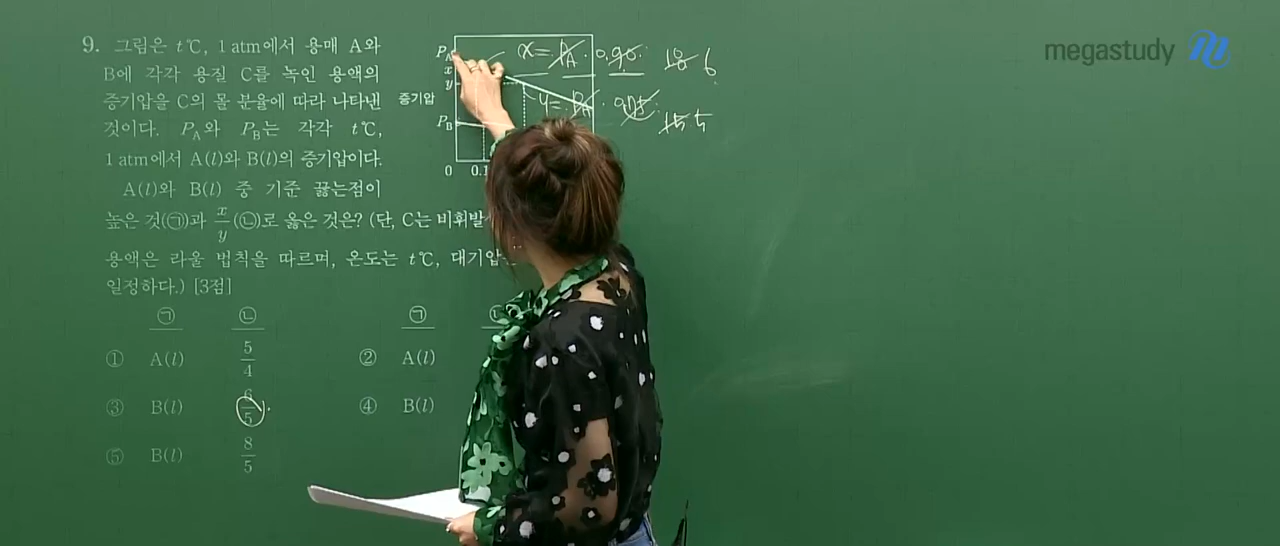 megastudy
9. 그림은 t℃, 1 atm에서 용매 A와
B에 각각 용질 C를 녹인 용액의
증기압을 C의 몰 분율에 따라 나타낸
것이다. P_A와 P_B는 각각 t℃,
1 atm에서 A(l)와 B(l)의 증기압이다.
A(l)와 B(l) 중 기준 끓는점이
높은 것(㉠)과 x/y(㉡)로 옳은 것은? (단, C는 비휘발
용액은 라울 법칙을 따르며, 온도는 t℃, 대기압
일정하다.) [3점]
P_A
x
y
증기압
P_B
0 0.1
x = P_A · 0.90 18 6
y = P_A · 15 5
㉠ ㉡ ㉠
① A(l) 5/4 ② A(l)
③ B(l) 6/5 ④ B(l)
⑤ B(l) 8/5